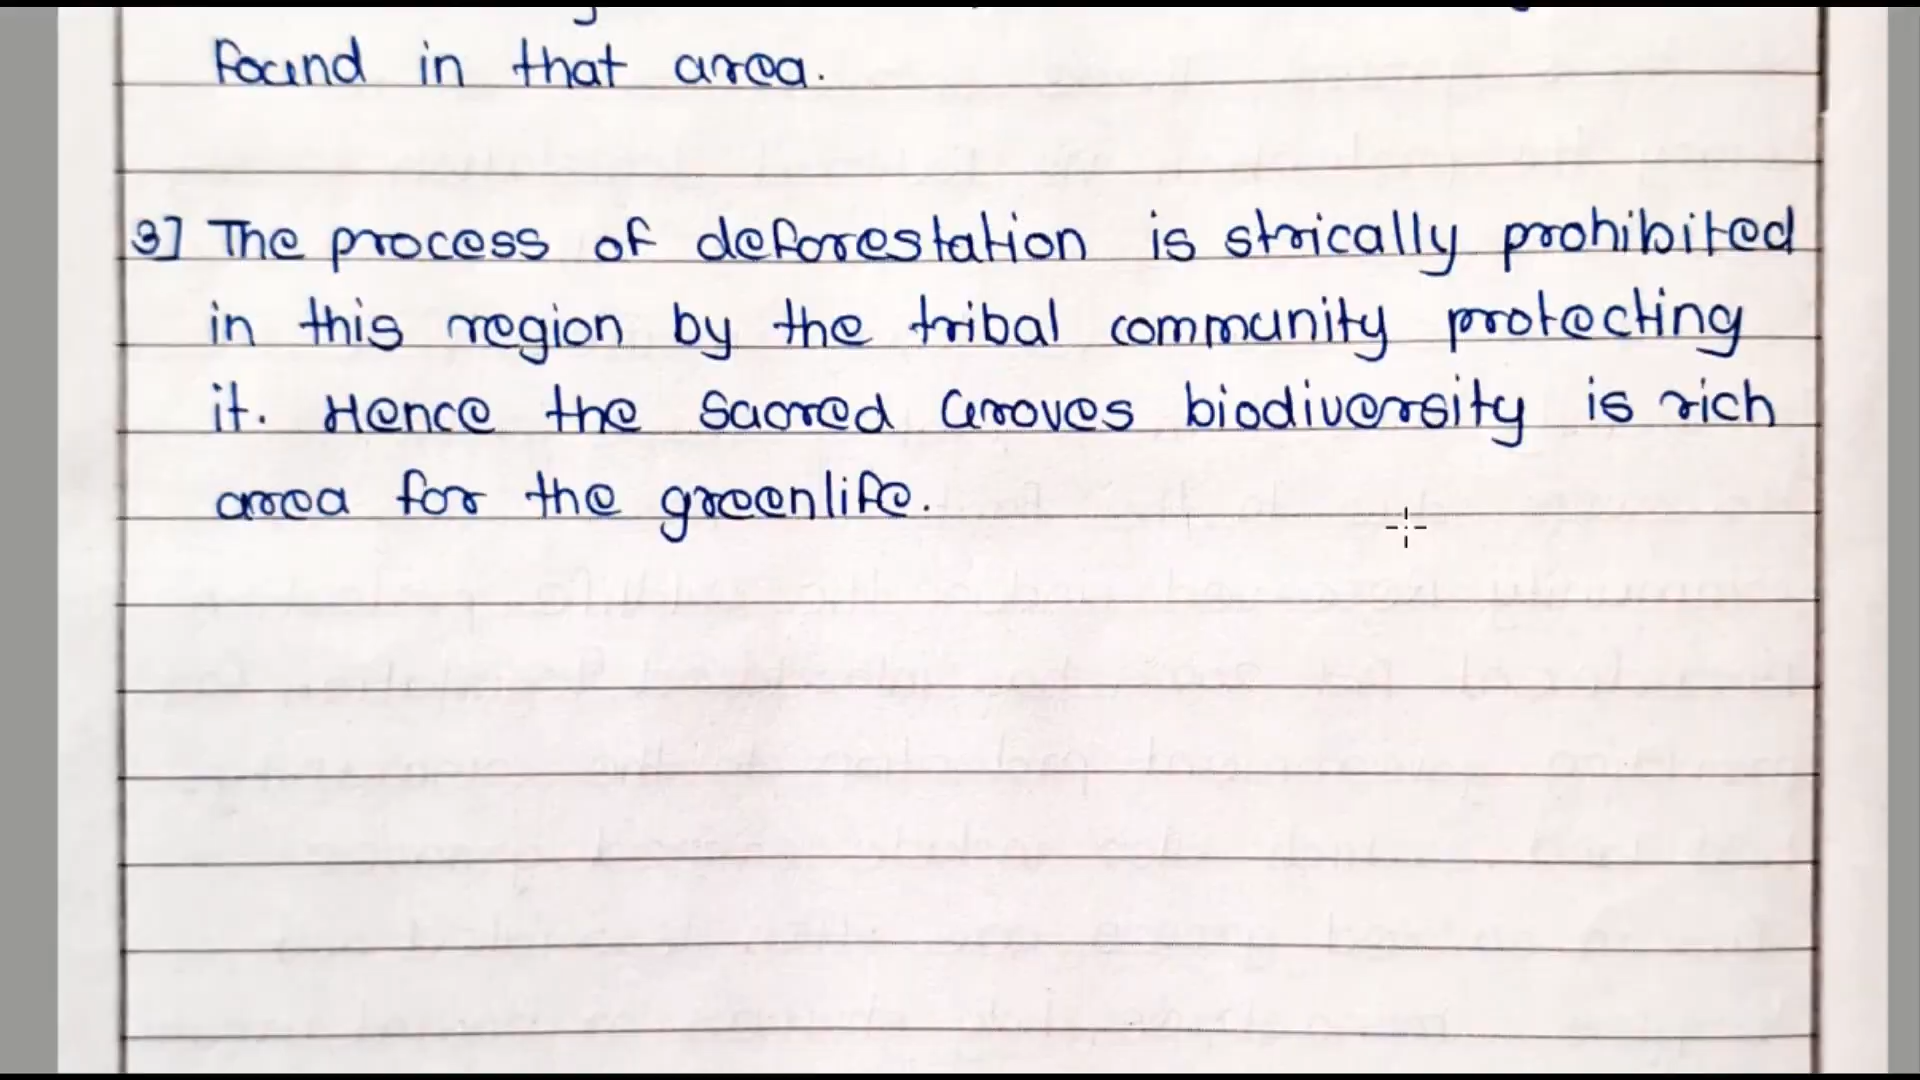 found in that area.
3] The process of deforestation is strically prohibited
in this region by the tribal community protecting
it. Hence the Sacred Groves biodiversity is rich
area for the greenlife.